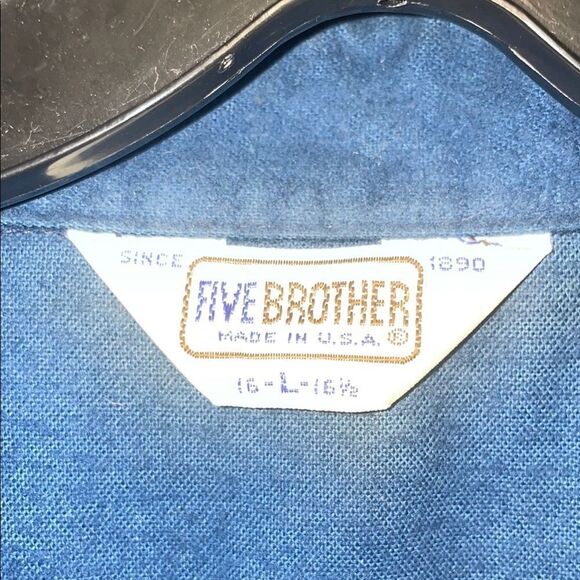 SINCE 1890
FIVE BROTHER
MADE IN U.S.A. ®
16-L-16½